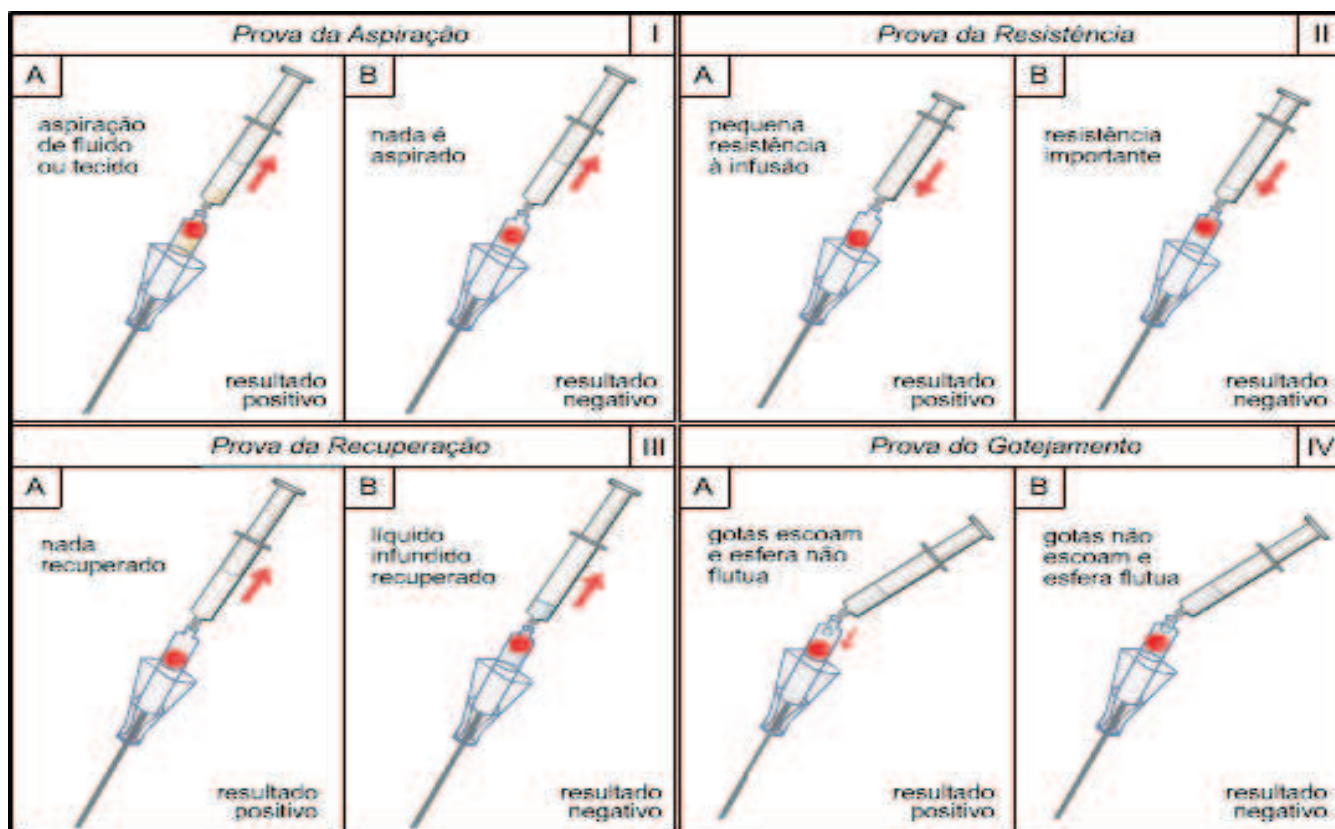 Prova da Aspiração
I
A
aspiração
de fluido
ou tecido
resultado
positivo
B
nada é
aspirado
resultado
negativo
Prova da Resistência
II
A
pequena
resistência
à infusão
resultado
positivo
B
resistência
importante
resultado
negativo
Prova da Recuperação
III
A
nada
recuperado
resultado
positivo
B
líquido
infundido
recuperado
resultado
negativo
Prova do Gotejamento
IV
A
gotas escoam
e esfera não
flutua
resultado
positivo
B
gotas não
escoam e
esfera flutua
resultado
negativo